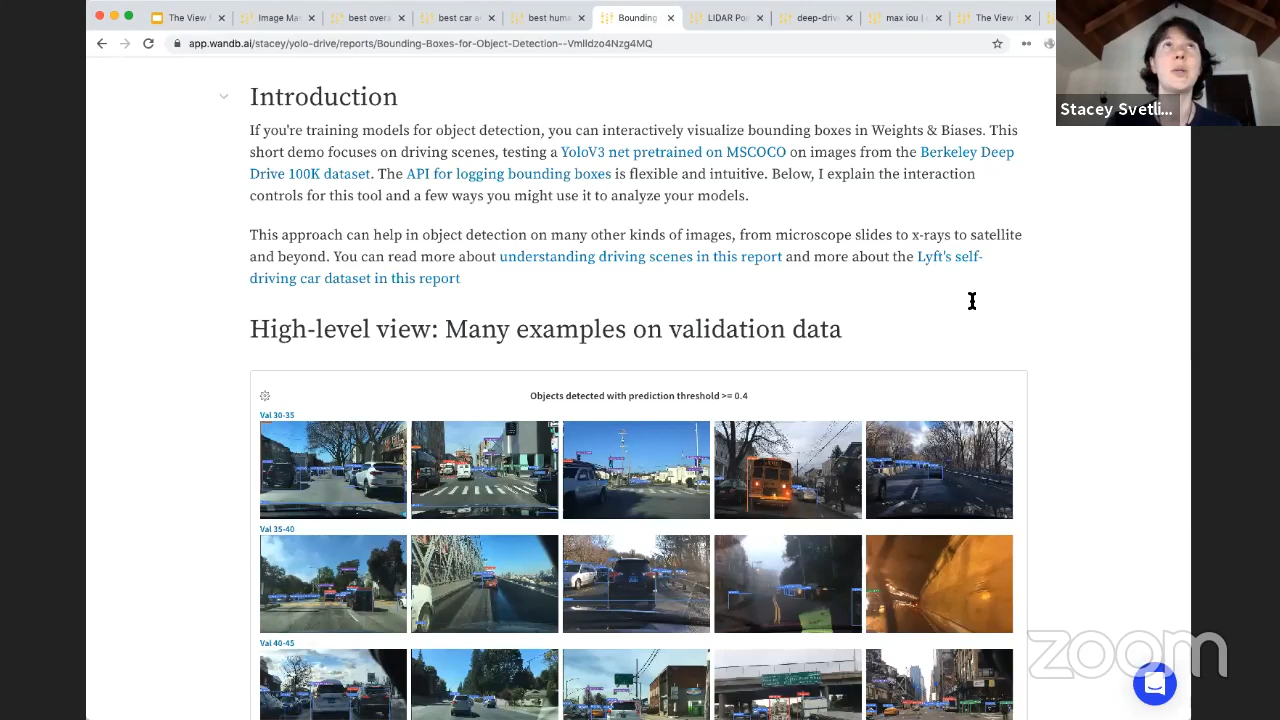 The View
Image Ma
best over
best car a
best hum
Bounding
LIDAR Po
deep-driv
max iou (
The View
app.wandb.ai/stacey/yolo-drive/reports/Bounding-Boxes-for-Object-Detection--Vmlldzo4Nzg4MQ
Stacey Svetli...
Introduction
If you're training models for object detection, you can interactively visualize bounding boxes in Weights & Biases. This
short demo focuses on driving scenes, testing a YoloV3 net pretrained on MSCOCO on images from the Berkeley Deep
Drive 100K dataset. The API for logging bounding boxes is flexible and intuitive. Below, I explain the interaction
controls for this tool and a few ways you might use it to analyze your models.
This approach can help in object detection on many other kinds of images, from microscope slides to x-rays to satellite
and beyond. You can read more about understanding driving scenes in this report and more about the Lyft's self-
driving car dataset in this report
High-level view: Many examples on validation data
Objects detected with prediction threshold >= 0.4
Val 30-35
Val 35-40
Val 40-45
zoom